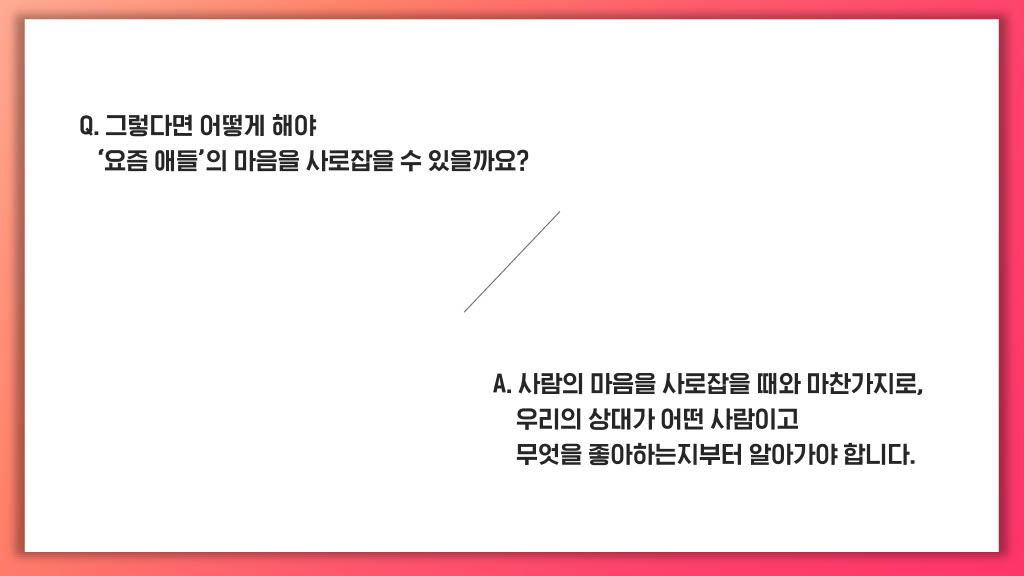 Q. 그렇다면 어떻게 해야
‘요즘 애들’의 마음을 사로잡을 수 있을까요?
A. 사람의 마음을 사로잡을 때와 마찬가지로,
우리의 상대가 어떤 사람이고
무엇을 좋아하는지부터 알아가야 합니다.